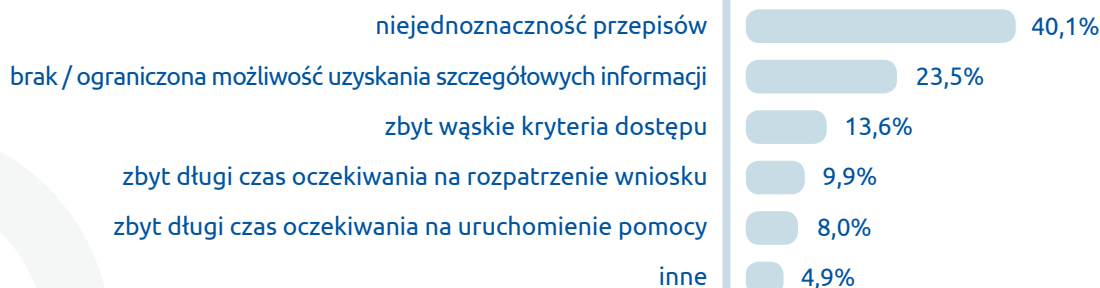 niejednoznaczność przepisów 40,1%
brak / ograniczona możliwość uzyskania szczegółowych informacji 23,5%
zbyt wąskie kryteria dostępu 13,6%
zbyt długi czas oczekiwania na rozpatrzenie wniosku 9,9%
zbyt długi czas oczekiwania na uruchomienie pomocy 8,0%
inne 4,9%